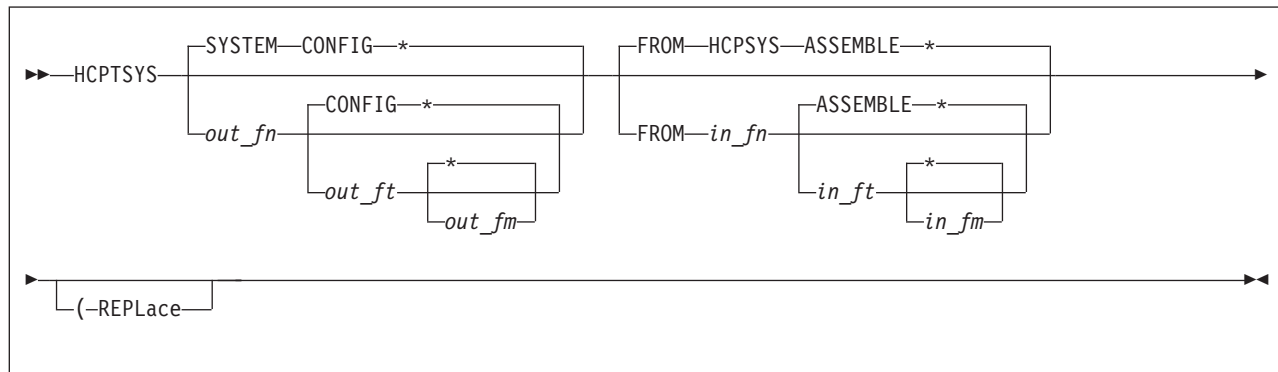 SYSTEM CONFIG * FROM HCPSYS ASSEMBLE *
HCPTSYS
CONFIG * ASSEMBLE *
out_fn FROM in_fn
* *
out_ft in_ft
out_fm in_fm
(REPLace